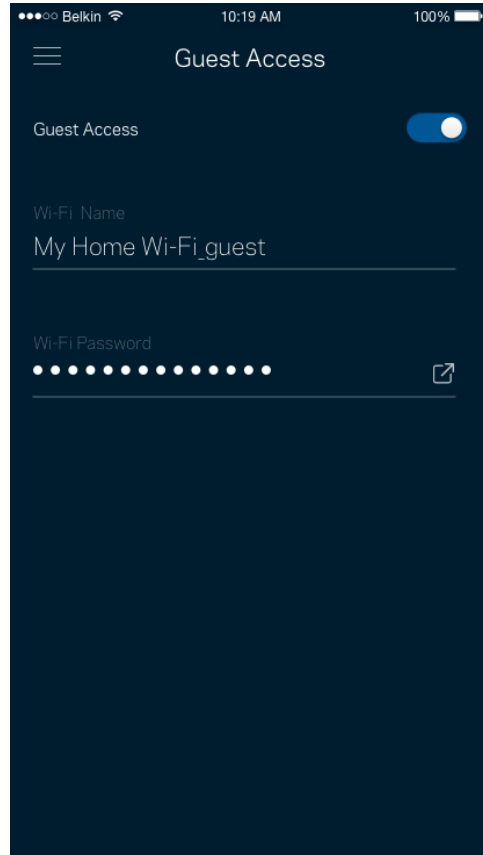 ●●●○○ Belkin 10:19 AM 100%
Guest Access
Guest Access
Wi-Fi Name
My Home Wi-Fi_guest
Wi-Fi Password
●●●●●●●●●●●●●●